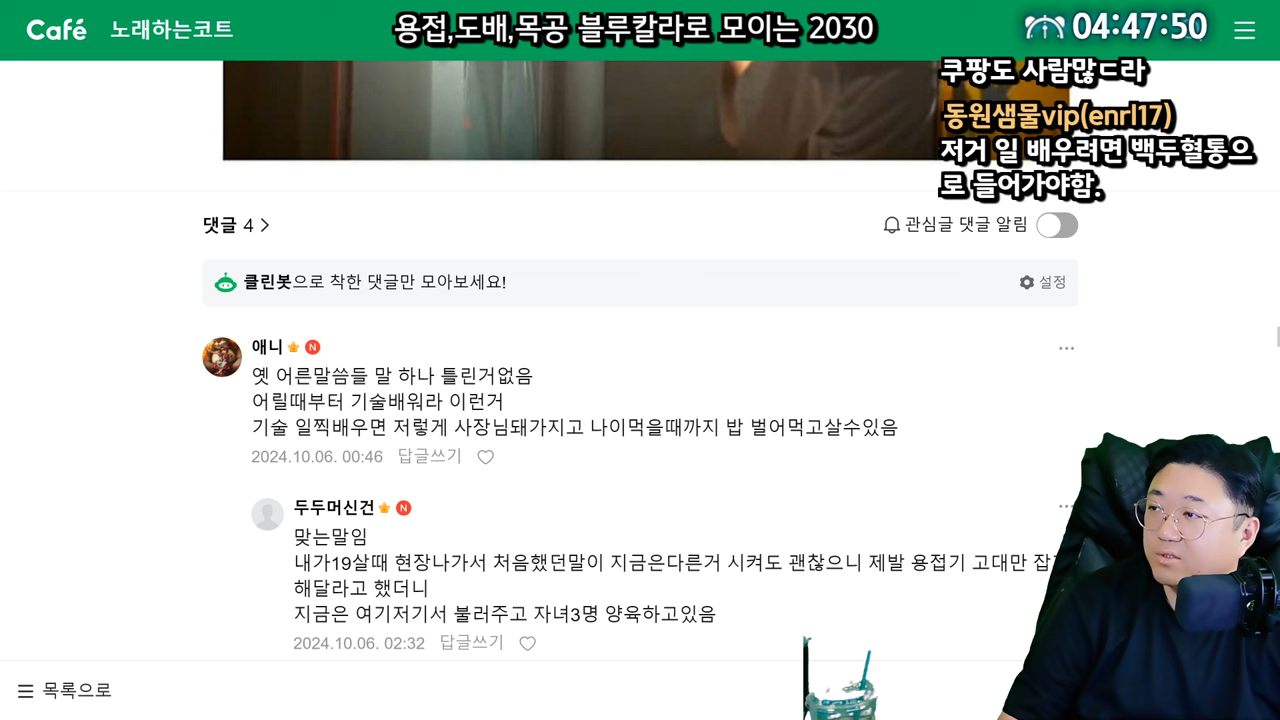 Café 노래하는코트
용접,도배,목공 블루칼라로 모이는 2030
04:47:50
쿠팡도 사람많ㄷ라
동원샘물vip(enrl17)
저거 일 배우려면 백두혈통으
로 들어가야함.
댓글 4 >
관심글 댓글 알림
클린봇으로 착한 댓글만 모아보세요!
설정
애니 N
옛 어른말씀들 말 하나 틀린거없음
어릴때부터 기술배워라 이런거
기술 일찍배우면 저렇게 사장님돼가지고 나이먹을때까지 밥 벌어먹고살수있음
2024.10.06. 00:46 답글쓰기
두두머신건 N
맞는말임
내가19살때 현장나가서 처음했던말이 지금은다른거 시켜도 괜찮으니 제발 용접기 고대만 잡
해달라고 했더니
지금은 여기저기서 불러주고 자녀3명 양육하고있음
2024.10.06. 02:32 답글쓰기
목록으로